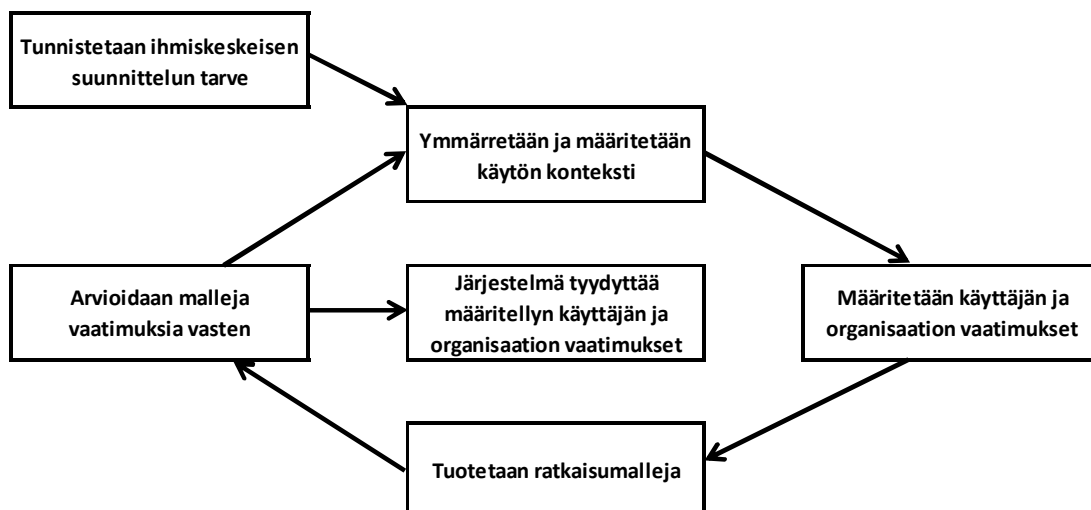 Tunnistetaan ihmiskeskeisen
suunnittelun tarve
Ymmärretään ja määritetään
käytön konteksti
Arvioidaan malleja
vaatimuksia vasten
Järjestelmä tyydyttää
määritellyn käyttäjän ja
organisaation vaatimukset
Määritetään käyttäjän ja
organisaation vaatimukset
Tuotetaan ratkaisumalleja